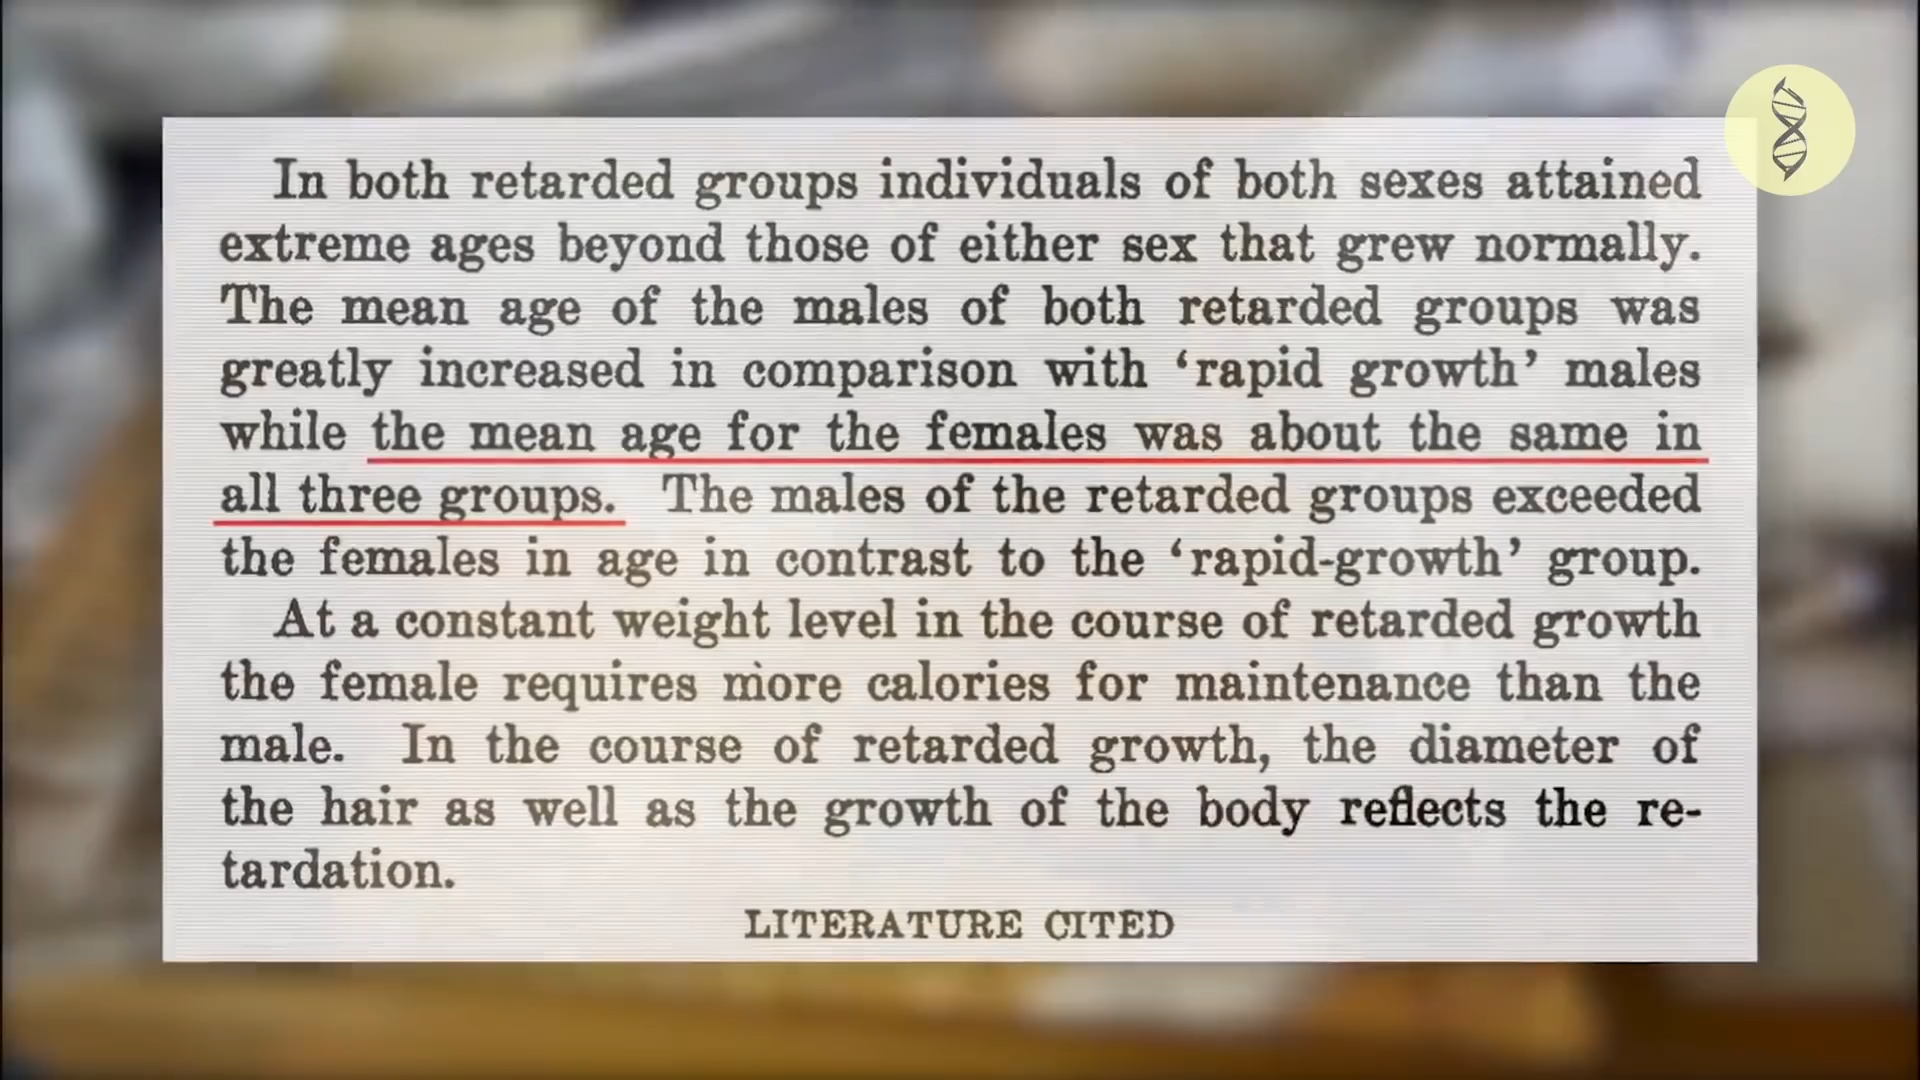 In both retarded groups individuals of both sexes attained
extreme ages beyond those of either sex that grew normally.
The mean age of the males of both retarded groups was
greatly increased in comparison with ‘rapid growth’ males
while the mean age for the females was about the same in
all three groups. The males of the retarded groups exceeded
the females in age in contrast to the ‘rapid-growth’ group.
At a constant weight level in the course of retarded growth
the female requires more calories for maintenance than the
male. In the course of retarded growth, the diameter of
the hair as well as the growth of the body reflects the re-
tardation.
LITERATURE CITED